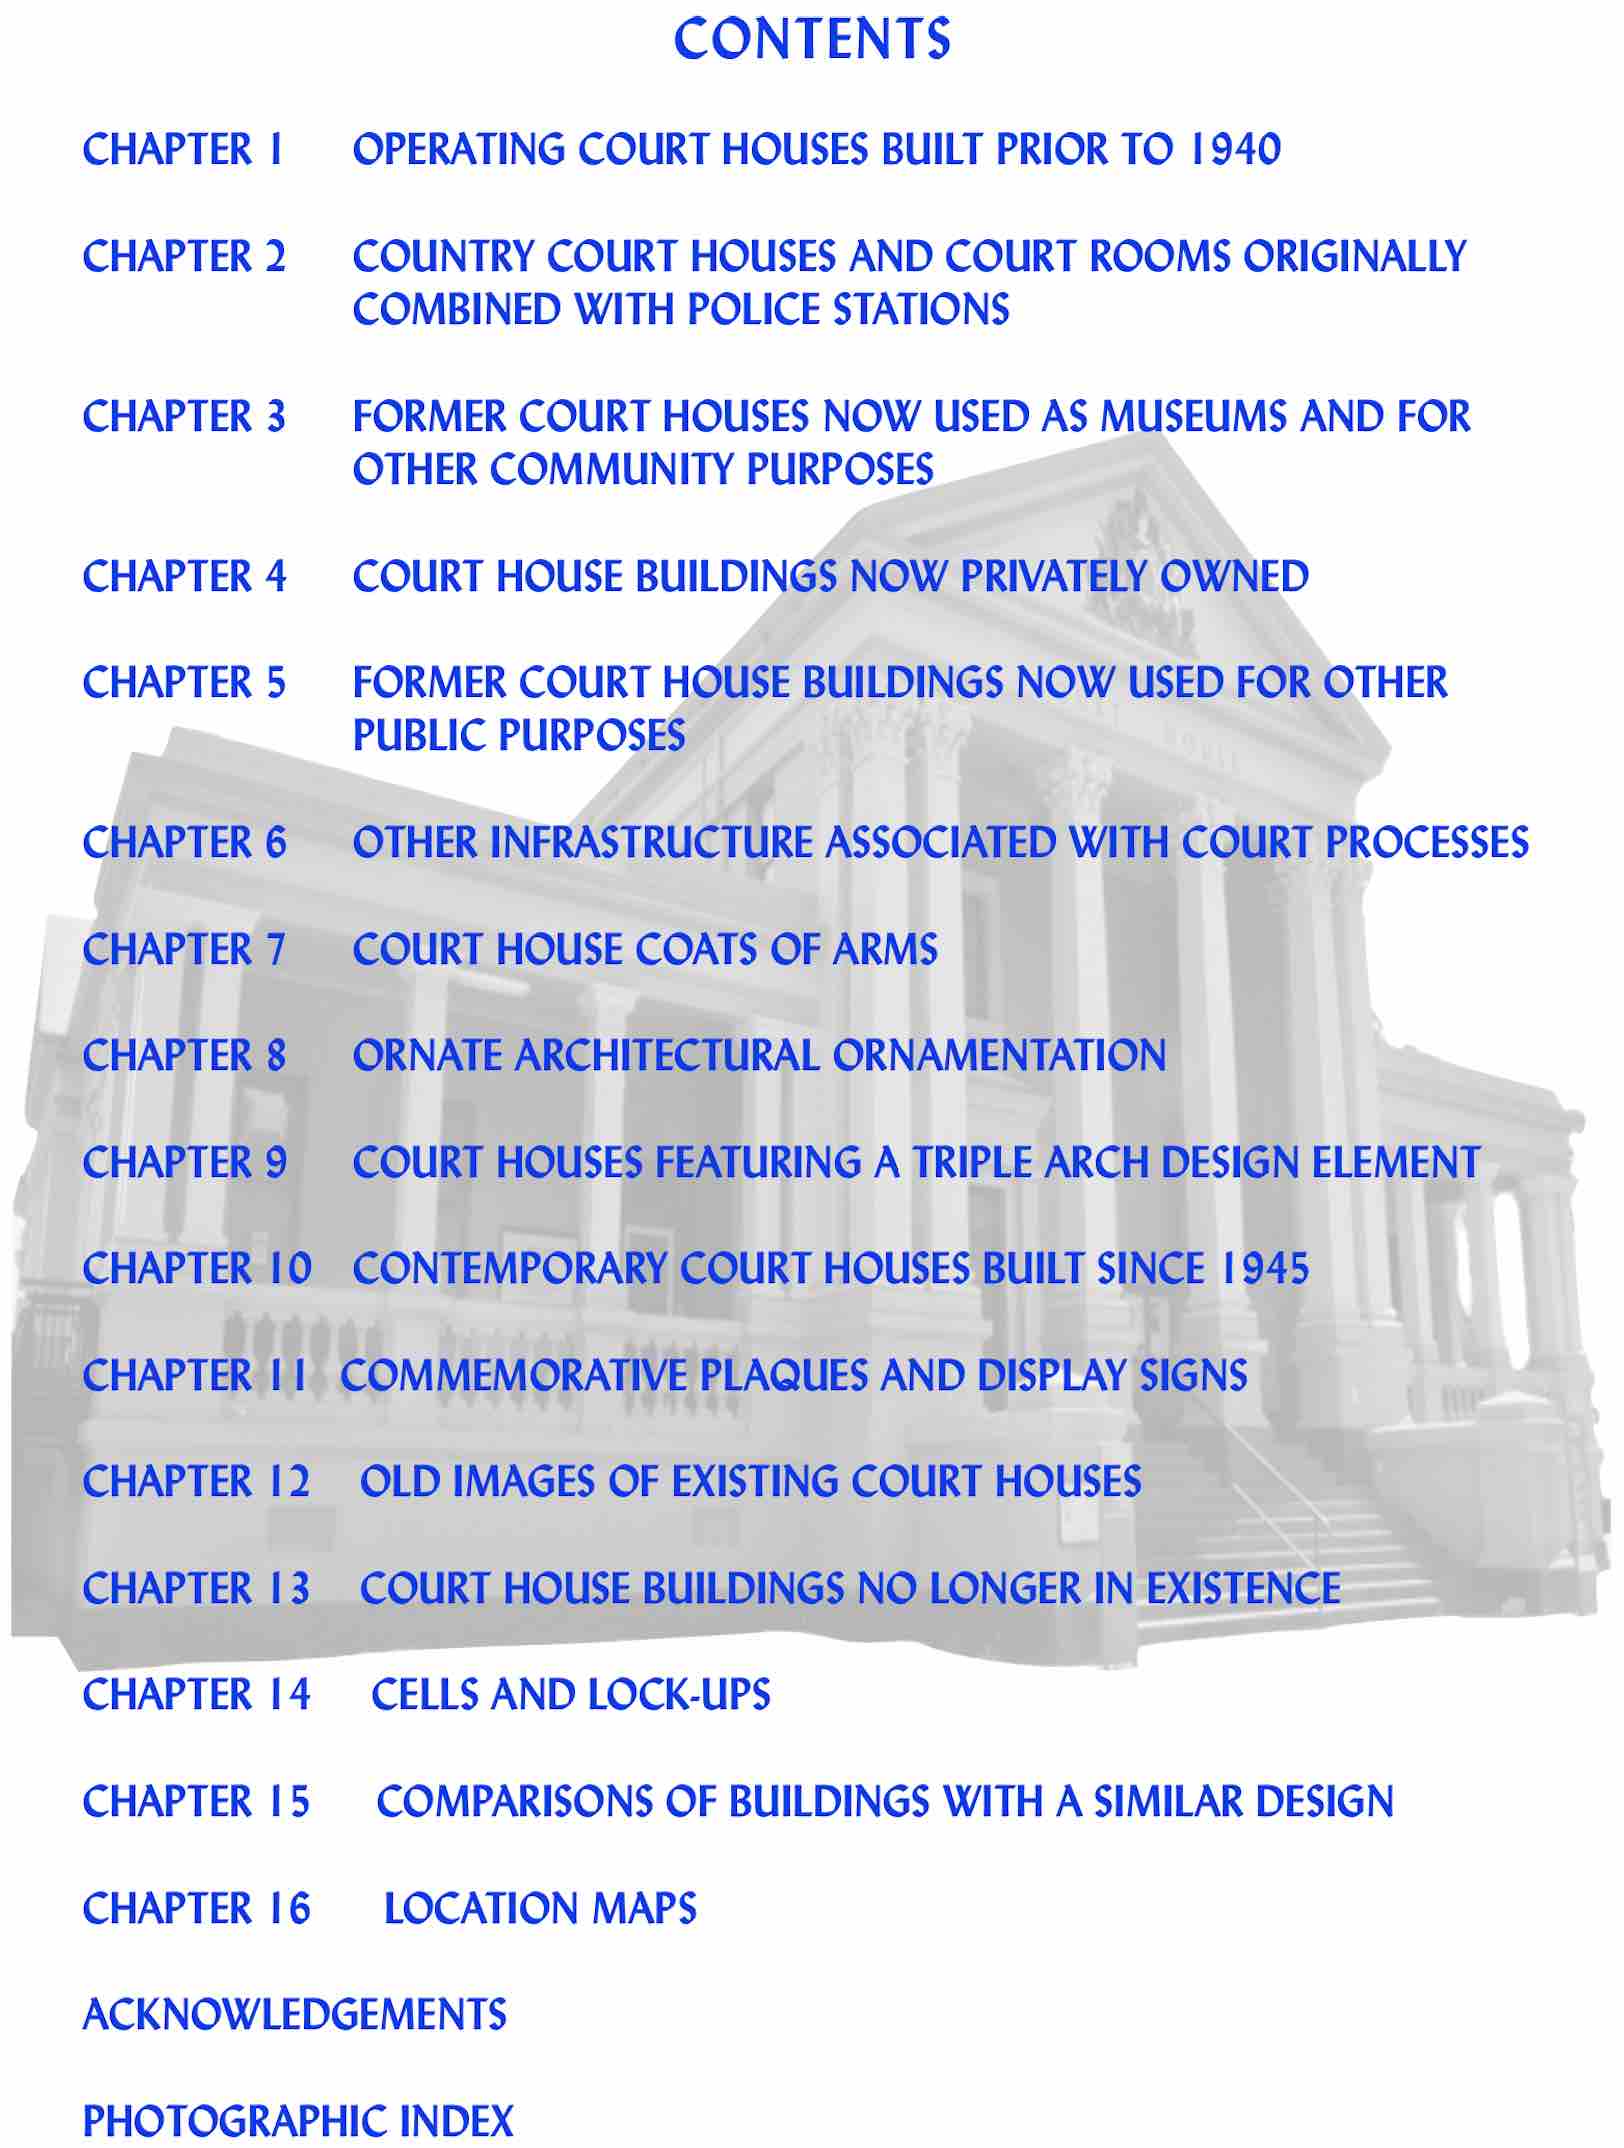 CONTENTS
CHAPTER 1 OPERATING COURT HOUSES BUILT PRIOR TO 1940
CHAPTER 2 COUNTRY COURT HOUSES AND COURT ROOMS ORIGINALLY
COMBINED WITH POLICE STATIONS
CHAPTER 3 FORMER COURT HOUSES NOW USED AS MUSEUMS AND FOR
OTHER COMMUNITY PURPOSES
CHAPTER 4 COURT HOUSE BUILDINGS NOW PRIVATELY OWNED
CHAPTER 5 FORMER COURT HOUSE BUILDINGS NOW USED FOR OTHER
PUBLIC PURPOSES
CHAPTER 6 OTHER INFRASTRUCTURE ASSOCIATED WITH COURT PROCESSES
CHAPTER 7 COURT HOUSE COATS OF ARMS
CHAPTER 8 ORNATE ARCHITECTURAL ORNAMENTATION
CHAPTER 9 COURT HOUSES FEATURING A TRIPLE ARCH DESIGN ELEMENT
CHAPTER 10 CONTEMPORARY COURT HOUSES BUILT SINCE 1945
CHAPTER 11 COMMEMORATIVE PLAQUES AND DISPLAY SIGNS
CHAPTER 12 OLD IMAGES OF EXISTING COURT HOUSES
CHAPTER 13 COURT HOUSE BUILDINGS NO LONGER IN EXISTENCE
CHAPTER 14 CELLS AND LOCK-UPS
CHAPTER 15 COMPARISONS OF BUILDINGS WITH A SIMILAR DESIGN
CHAPTER 16 LOCATION MAPS
ACKNOWLEDGEMENTS
PHOTOGRAPHIC INDEX